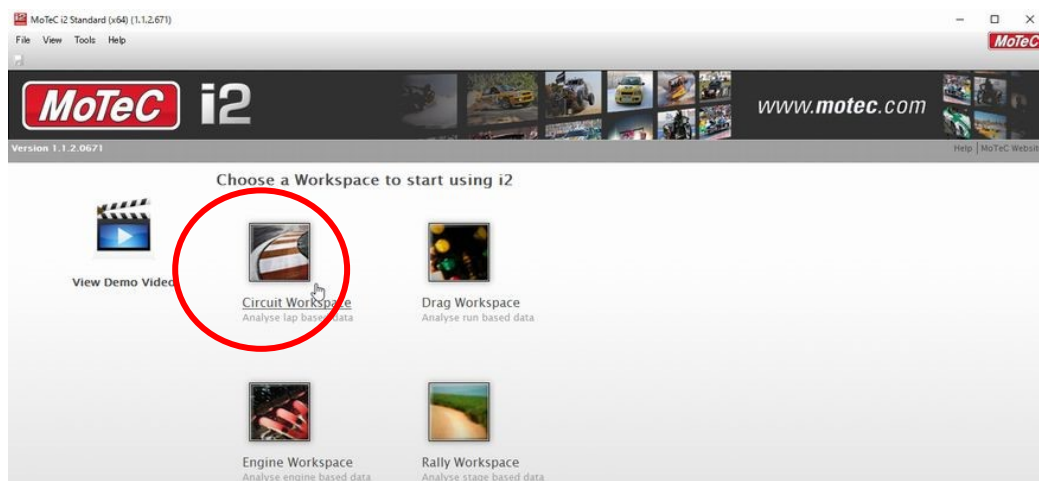 MoTeC i2 Standard (x64) (1.1.2.671)
File View Tools Help
MoTeC
MoTeC i2
www.motec.com
Version 1.1.2.0671
Help | MoTeC Websit
Choose a Workspace to start using i2
View Demo Video
Circuit Workspace
Analyse lap based data
Drag Workspace
Analyse run based data
Engine Workspace
Analyse engine based data
Rally Workspace
Analyse stage based data